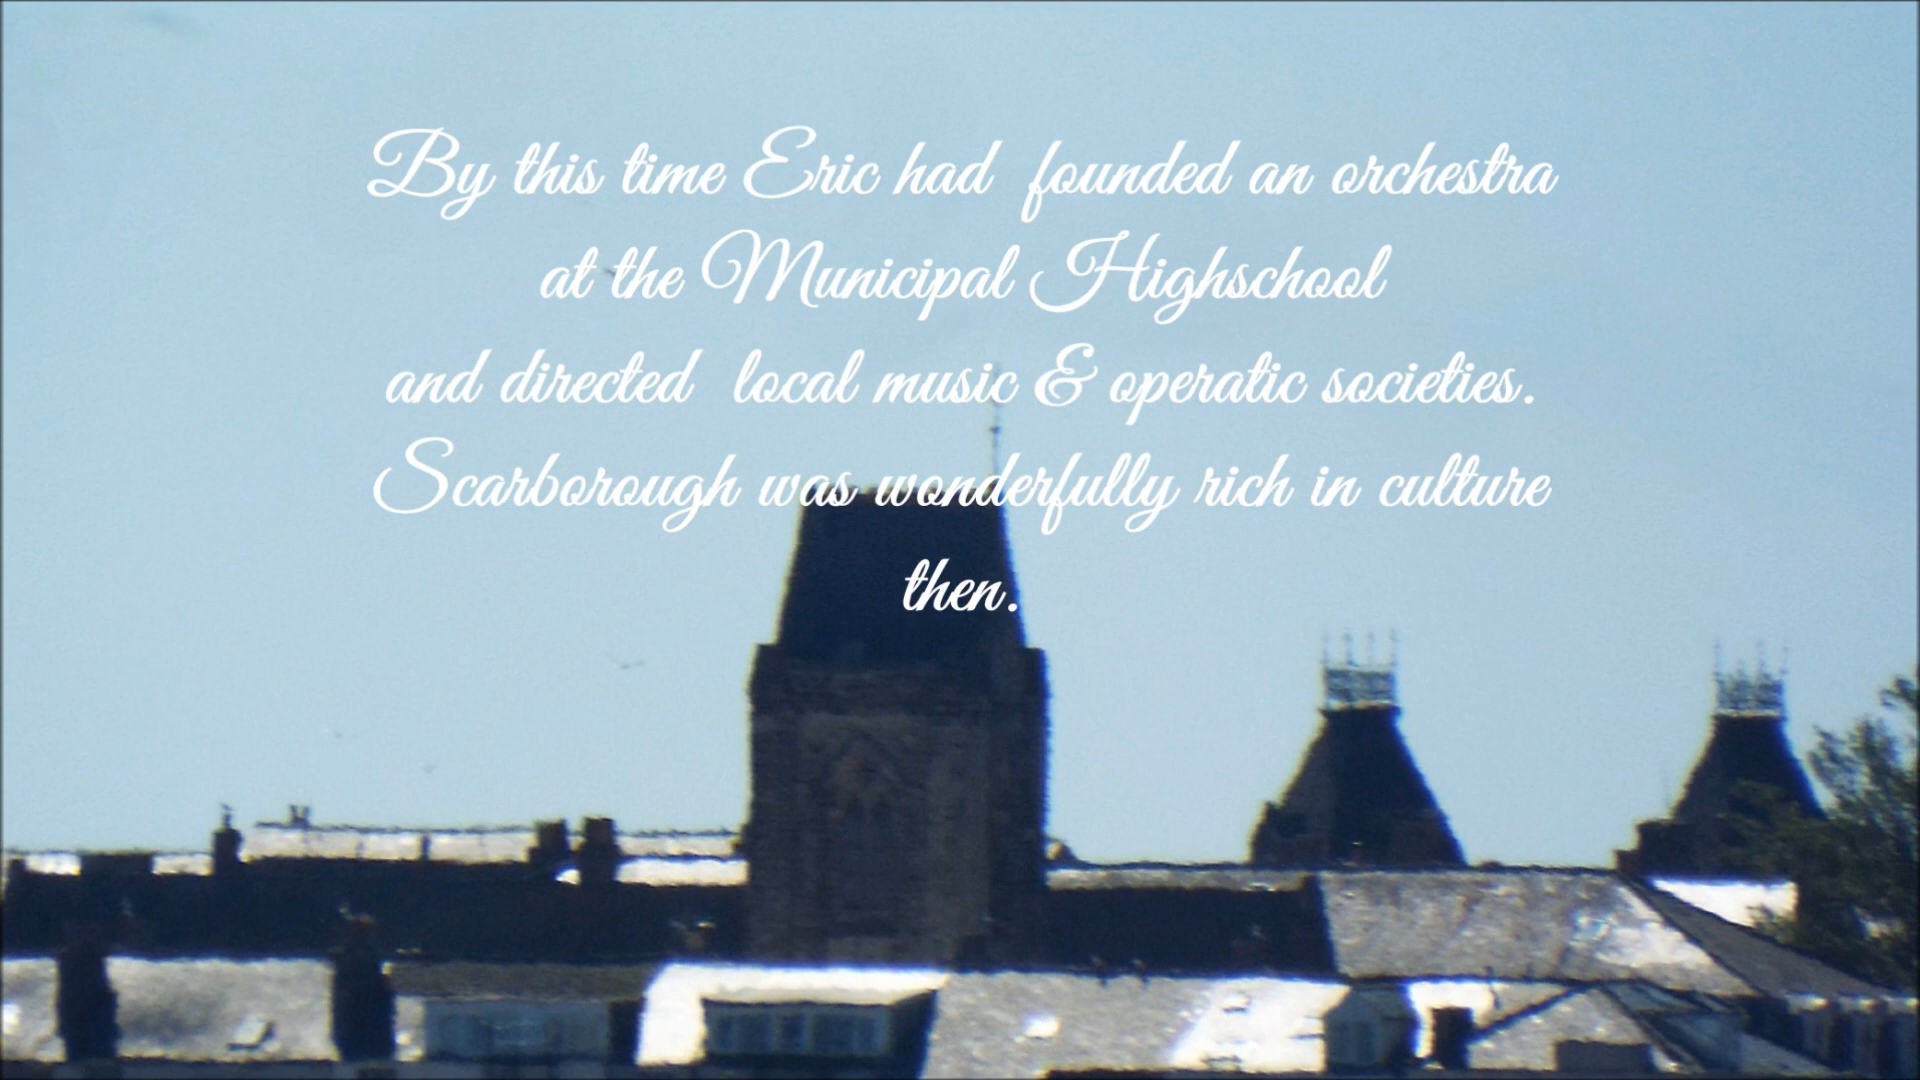 By this time Eric had founded an orchestra
at the Municipal Highschool
and directed local music & operatic societies.
Scarborough was wonderfully rich in culture
then.